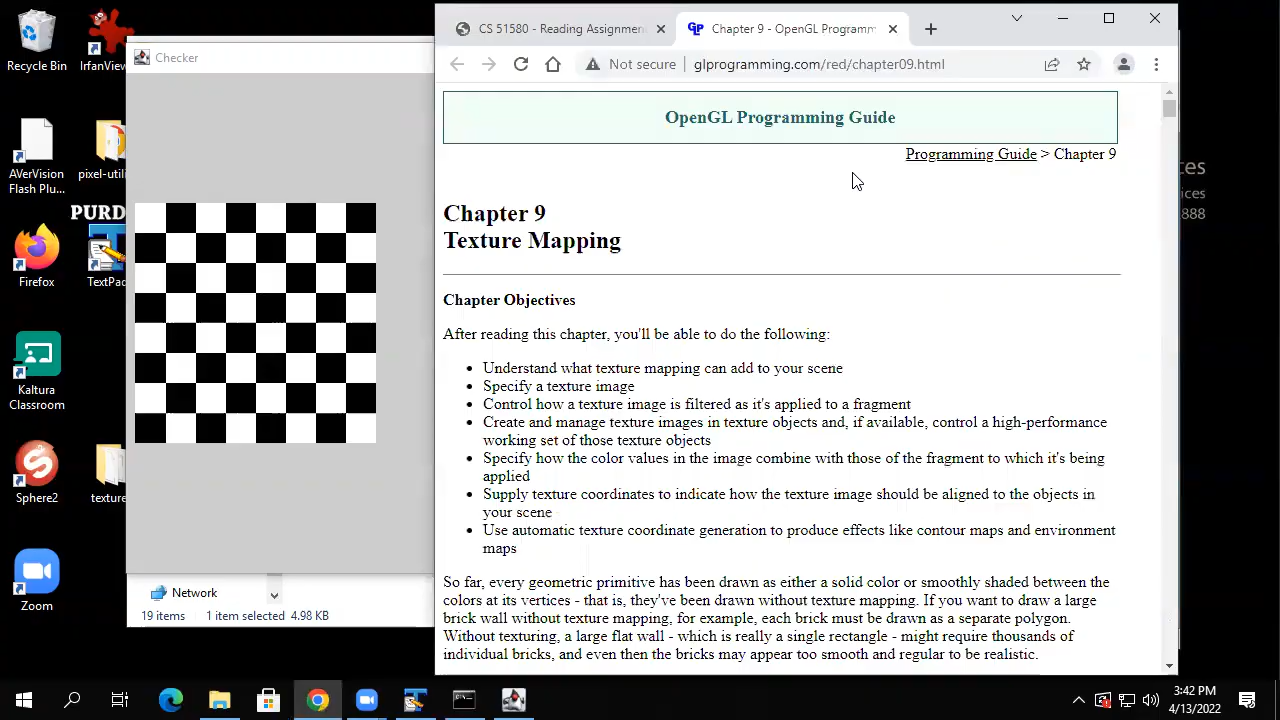 Recycle Bin
IrfanView
AVerVision
Flash Plu...
pixel-utili
PURD
Firefox
TextPad
Kaltura
Classroom
Sphere2
texture
Zoom
Checker
Network
19 items 1 item selected 4.98 KB
CS 51580 - Reading Assignmen
Chapter 9 - OpenGL Programm
Not secure
glprogramming.com/red/chapter09.html
OpenGL Programming Guide
Programming Guide > Chapter 9
Chapter 9
Texture Mapping
Chapter Objectives
After reading this chapter, you'll be able to do the following:
Understand what texture mapping can add to your scene
Specify a texture image
Control how a texture image is filtered as it's applied to a fragment
Create and manage texture images in texture objects and, if available, control a high-performance
working set of those texture objects
Specify how the color values in the image combine with those of the fragment to which it's being
applied
Supply texture coordinates to indicate how the texture image should be aligned to the objects in
your scene
Use automatic texture coordinate generation to produce effects like contour maps and environment
maps
So far, every geometric primitive has been drawn as either a solid color or smoothly shaded between the
colors at its vertices - that is, they've been drawn without texture mapping. If you want to draw a large
brick wall without texture mapping, for example, each brick must be drawn as a separate polygon.
Without texturing, a large flat wall - which is really a single rectangle - might require thousands of
individual bricks, and even then the bricks may appear too smooth and regular to be realistic.
ces
ices
888
3:42 PM
4/13/2022